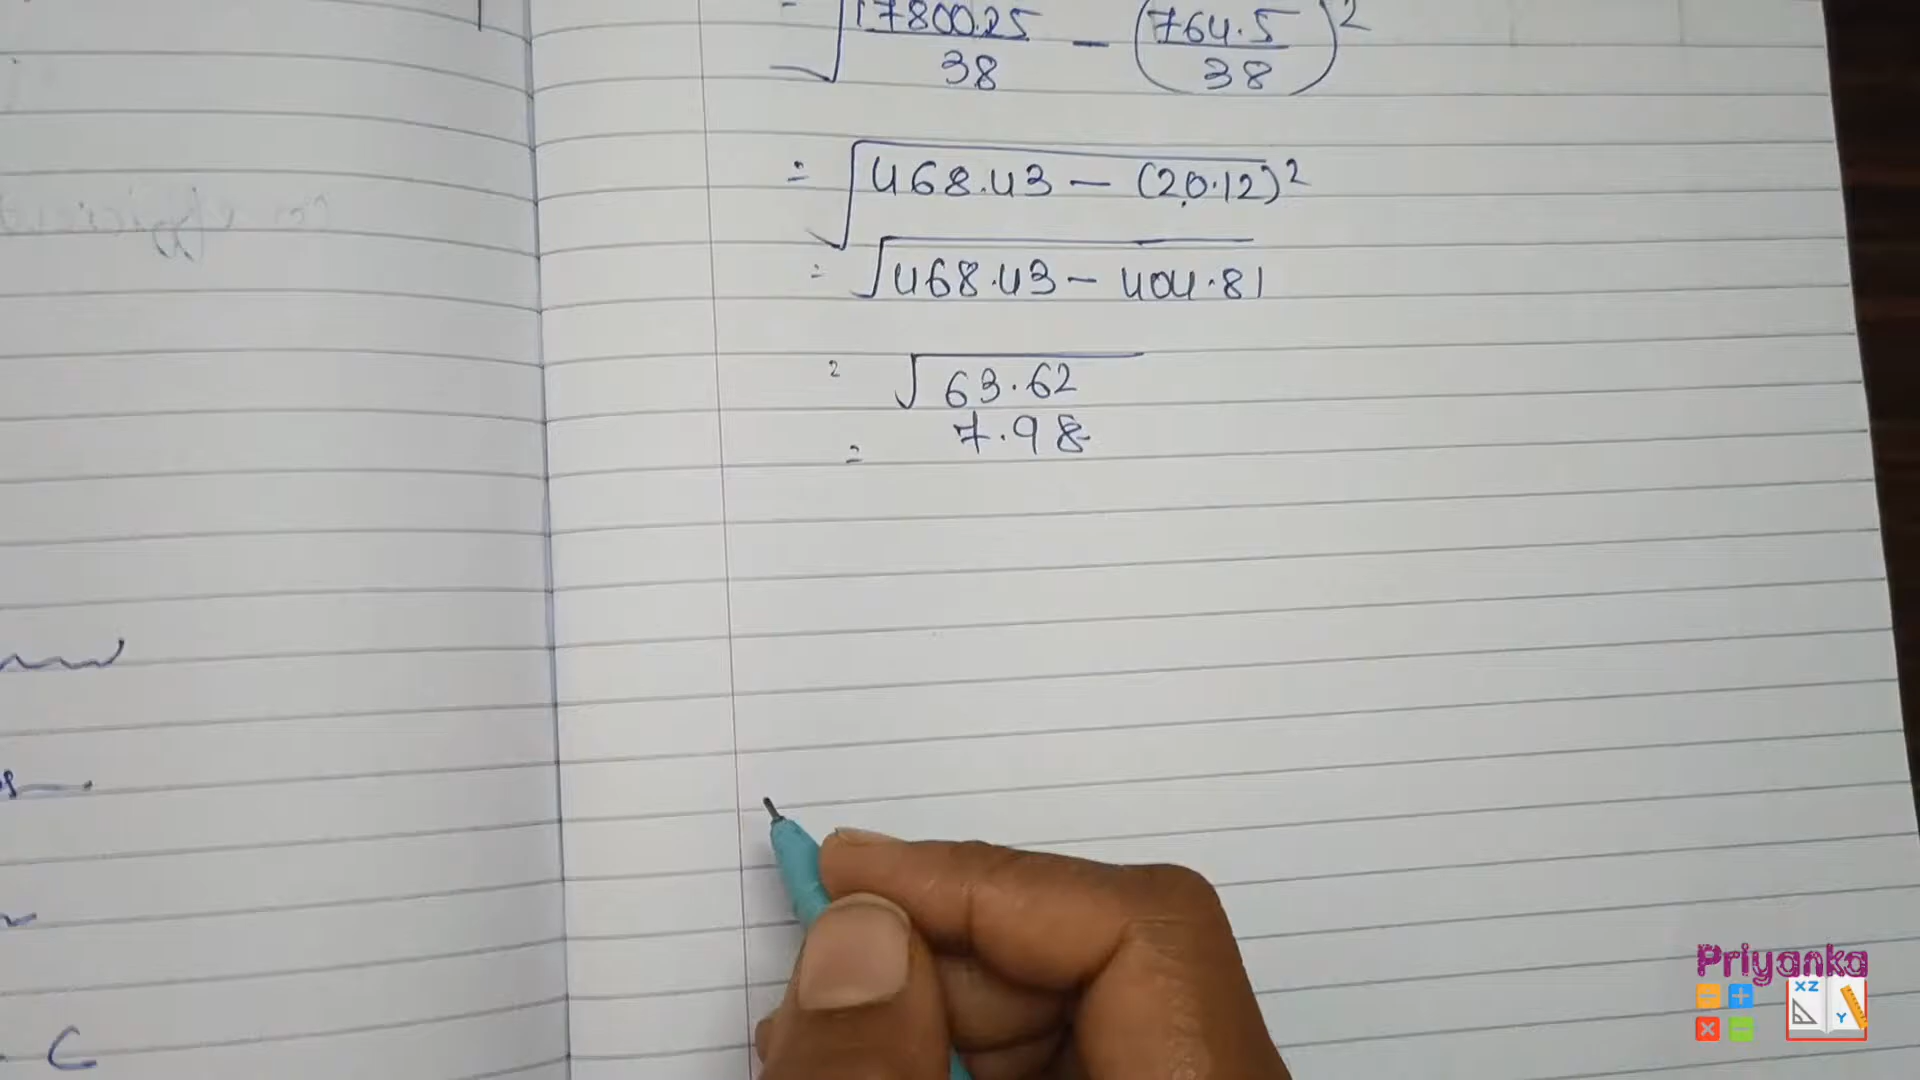 = √17800.25/38 - (764.5/38)2
= √468.43 - (20.12)2
= √468.43 - 404.81
= √63.62
= 7.98
C
Priyanka
XZ
Y